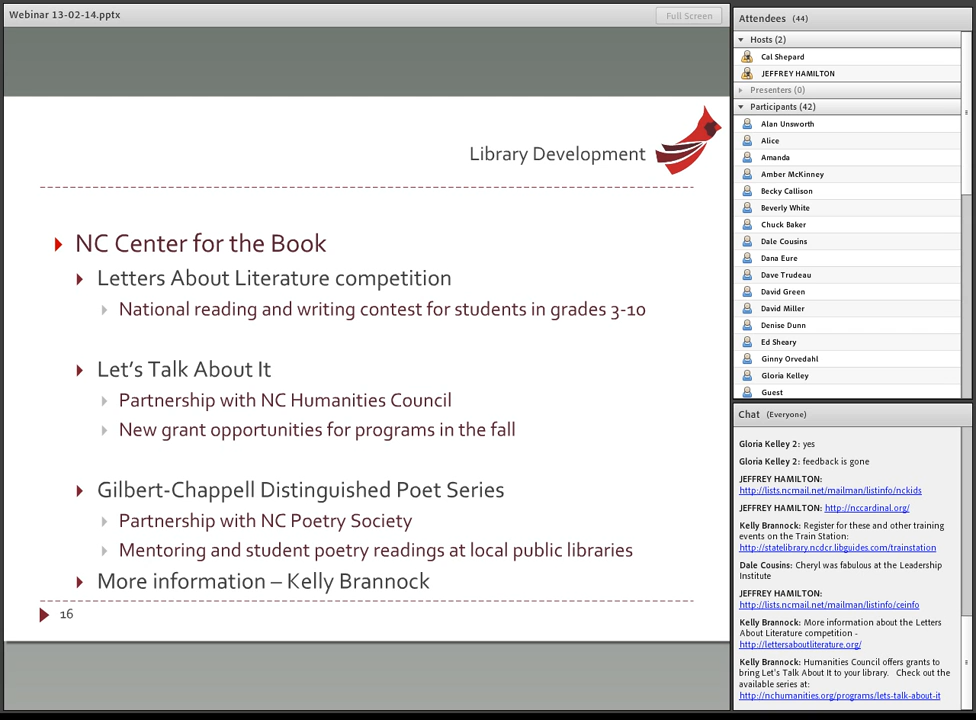 Webinar 13-02-14.pptx
Full Screen
Library Development
NC Center for the Book
Letters About Literature competition
National reading and writing contest for students in grades 3-10
Let's Talk About It
Partnership with NC Humanities Council
New grant opportunities for programs in the fall
Gilbert-Chappell Distinguished Poet Series
Partnership with NC Poetry Society
Mentoring and student poetry readings at local public libraries
More information – Kelly Brannock
16
Attendees (44)
Hosts (2)
Cal Shepard
JEFFREY HAMILTON
Presenters (0)
Participants (42)
Alan Unsworth
Alice
Amanda
Amber McKinney
Becky Callison
Beverly White
Chuck Baker
Dale Cousins
Dana Eure
Dave Trudeau
David Green
David Miller
Denise Dunn
Ed Sheary
Ginny Orvedahl
Gloria Kelley
Guest
Chat (Everyone)
Gloria Kelley 2: yes
Gloria Kelley 2: feedback is gone
JEFFREY HAMILTON:
http://lists.ncmail.net/mailman/listinfo/nckids
JEFFREY HAMILTON: http://nccardinal.org/
Kelly Brannock: Register for these and other training
events on the Train Station:
http://statelibrary.ncdcr.libguides.com/trainstation
Dale Cousins: Cheryl was fabulous at the Leadership
Institute
JEFFREY HAMILTON:
http://lists.ncmail.net/mailman/listinfo/ceinfo
Kelly Brannock: More information about the Letters
About Literature competition -
http://lettersaboutliterature.org/
Kelly Brannock: Humanities Council offers grants to
bring Let's Talk About It to your library. Check out the
available series at:
http://nchumanities.org/programs/lets-talk-about-it